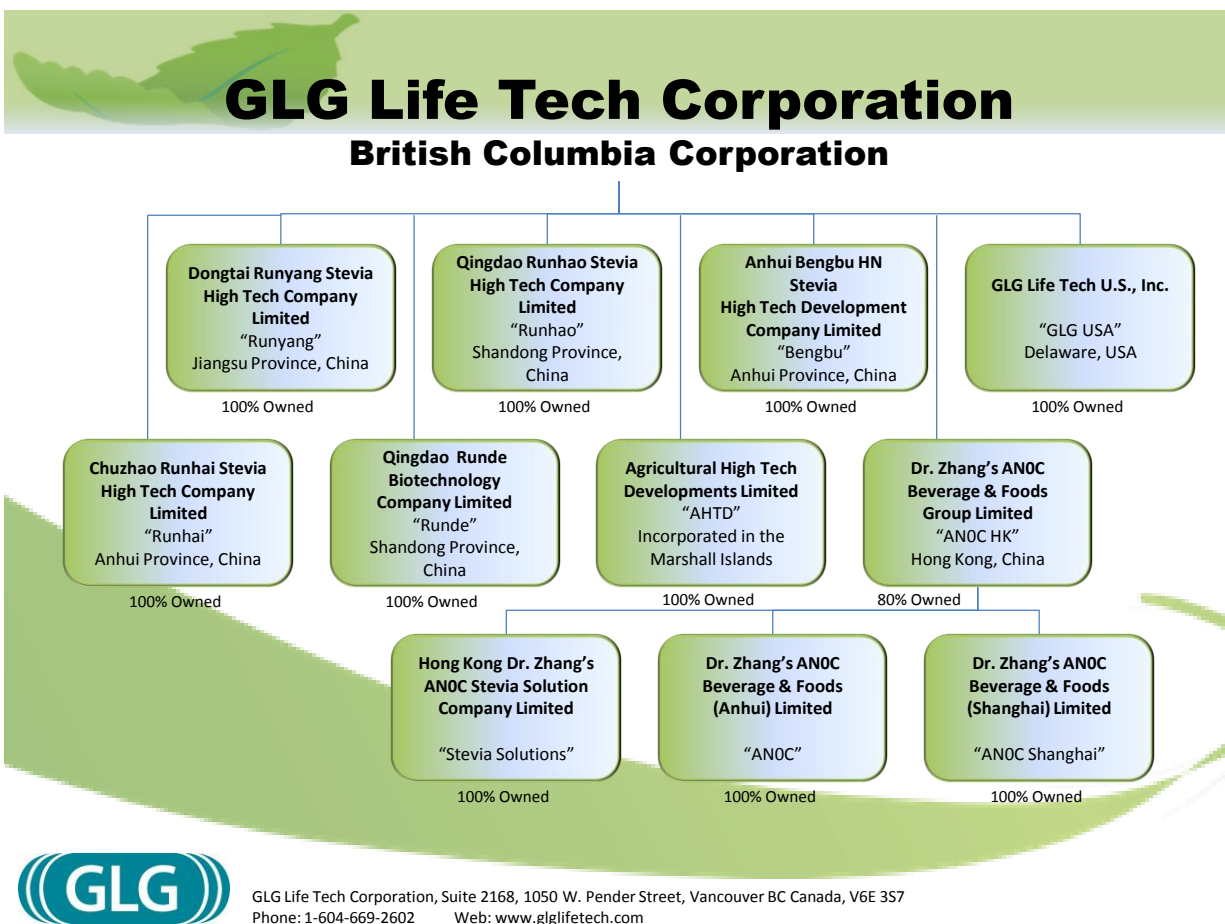 GLG Life Tech Corporation
British Columbia Corporation
Dongtai Runyang Stevia
High Tech Company
Limited
“Runyang”
Jiangsu Province, China
100% Owned
Qingdao Runhao Stevia
High Tech Company
Limited
“Runhao”
Shandong Province,
China
100% Owned
Anhui Bengbu HN
Stevia
High Tech Development
Company Limited
“Bengbu”
Anhui Province, China
100% Owned
GLG Life Tech U.S., Inc.
“GLG USA”
Delaware, USA
100% Owned
Chuzhao Runhai Stevia
High Tech Company
Limited
“Runhai”
Anhui Province, China
100% Owned
Qingdao Runde
Biotechnology
Company Limited
“Runde”
Shandong Province,
China
100% Owned
Agricultural High Tech
Developments Limited
“AHTD”
Incorporated in the
Marshall Islands
100% Owned
Dr. Zhang’s AN0C
Beverage & Foods
Group Limited
“AN0C HK”
Hong Kong, China
80% Owned
Hong Kong Dr. Zhang’s
AN0C Stevia Solution
Company Limited
“Stevia Solutions”
100% Owned
Dr. Zhang’s AN0C
Beverage & Foods
(Anhui) Limited
“AN0C”
100% Owned
Dr. Zhang’s AN0C
Beverage & Foods
(Shanghai) Limited
“AN0C Shanghai”
100% Owned
GLG
GLG Life Tech Corporation, Suite 2168, 1050 W. Pender Street, Vancouver BC Canada, V6E 3S7
Phone: 1-604-669-2602 Web: www.glglifetech.com